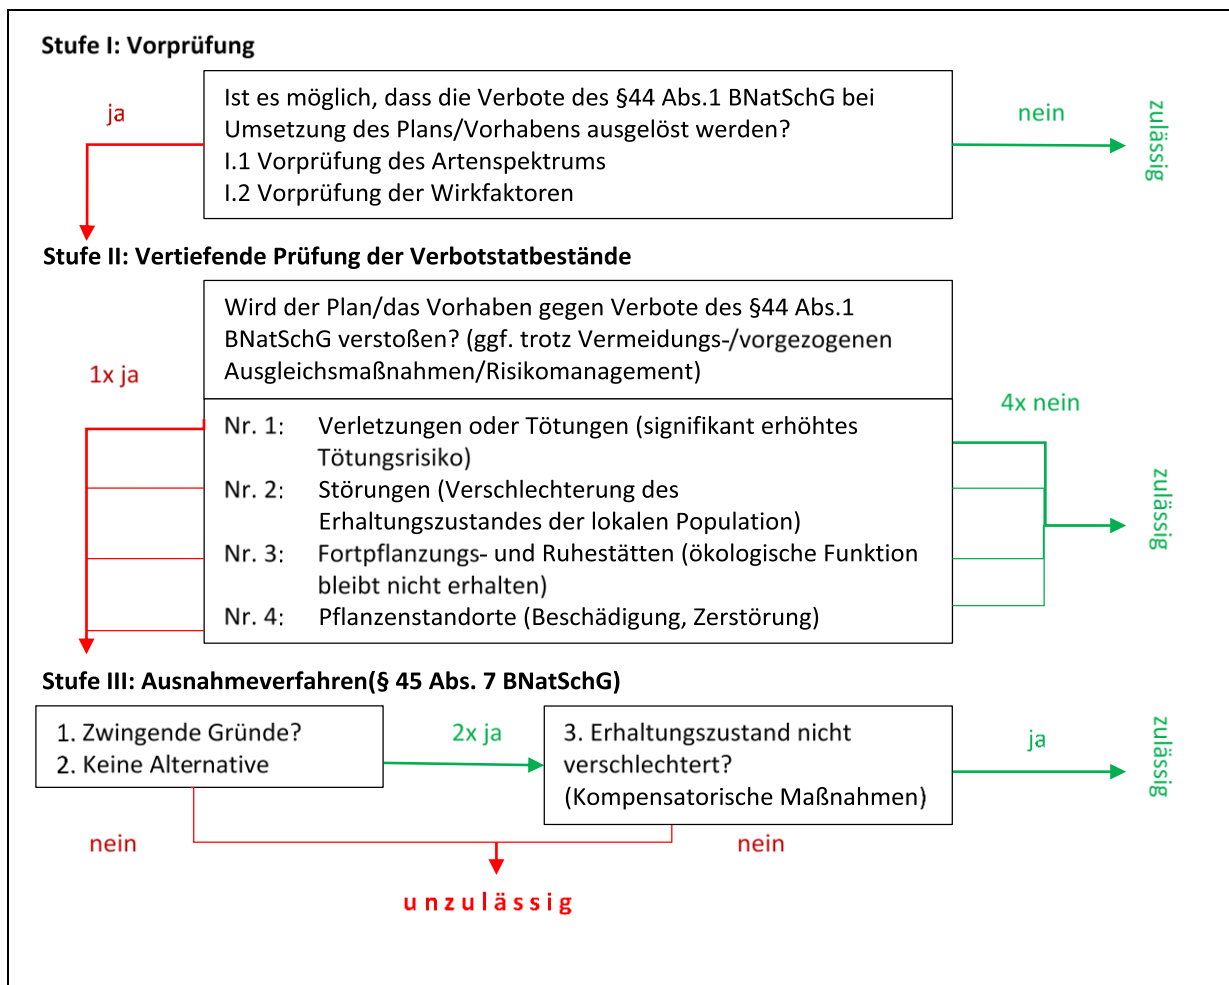 Stufe I: Vorprüfung
ja
Ist es möglich, dass die Verbote des §44 Abs.1 BNatSchG bei
Umsetzung des Plans/Vorhabens ausgelöst werden?
I.1 Vorprüfung des Artenspektrums
I.2 Vorprüfung der Wirkfaktoren
nein
zulässig
Stufe II: Vertiefende Prüfung der Verbotstatbestände
Wird der Plan/das Vorhaben gegen Verbote des §44 Abs.1
BNatSchG verstoßen? (ggf. trotz Vermeidungs-/vorgezogenen
Ausgleichsmaßnahmen/Risikomanagement)
1x ja
Nr. 1: Verletzungen oder Tötungen (signifikant erhöhtes
Tötungsrisiko)
Nr. 2: Störungen (Verschlechterung des
Erhaltungszustandes der lokalen Population)
Nr. 3: Fortpflanzungs- und Ruhestätten (ökologische Funktion
bleibt nicht erhalten)
Nr. 4: Pflanzenstandorte (Beschädigung, Zerstörung)
4x nein
zulässig
Stufe III: Ausnahmeverfahren(§ 45 Abs. 7 BNatSchG)
1. Zwingende Gründe?
2. Keine Alternative
2x ja
3. Erhaltungszustand nicht
verschlechtert?
(Kompensatorische Maßnahmen)
ja
zulässig
nein
nein
unzulässig